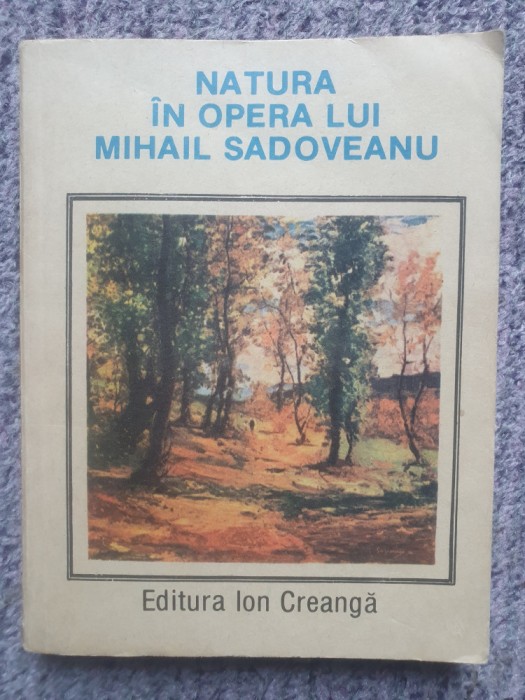 NATURA
ÎN OPERA LUI
MIHAIL SADOVEANU
Editura Ion Creangă